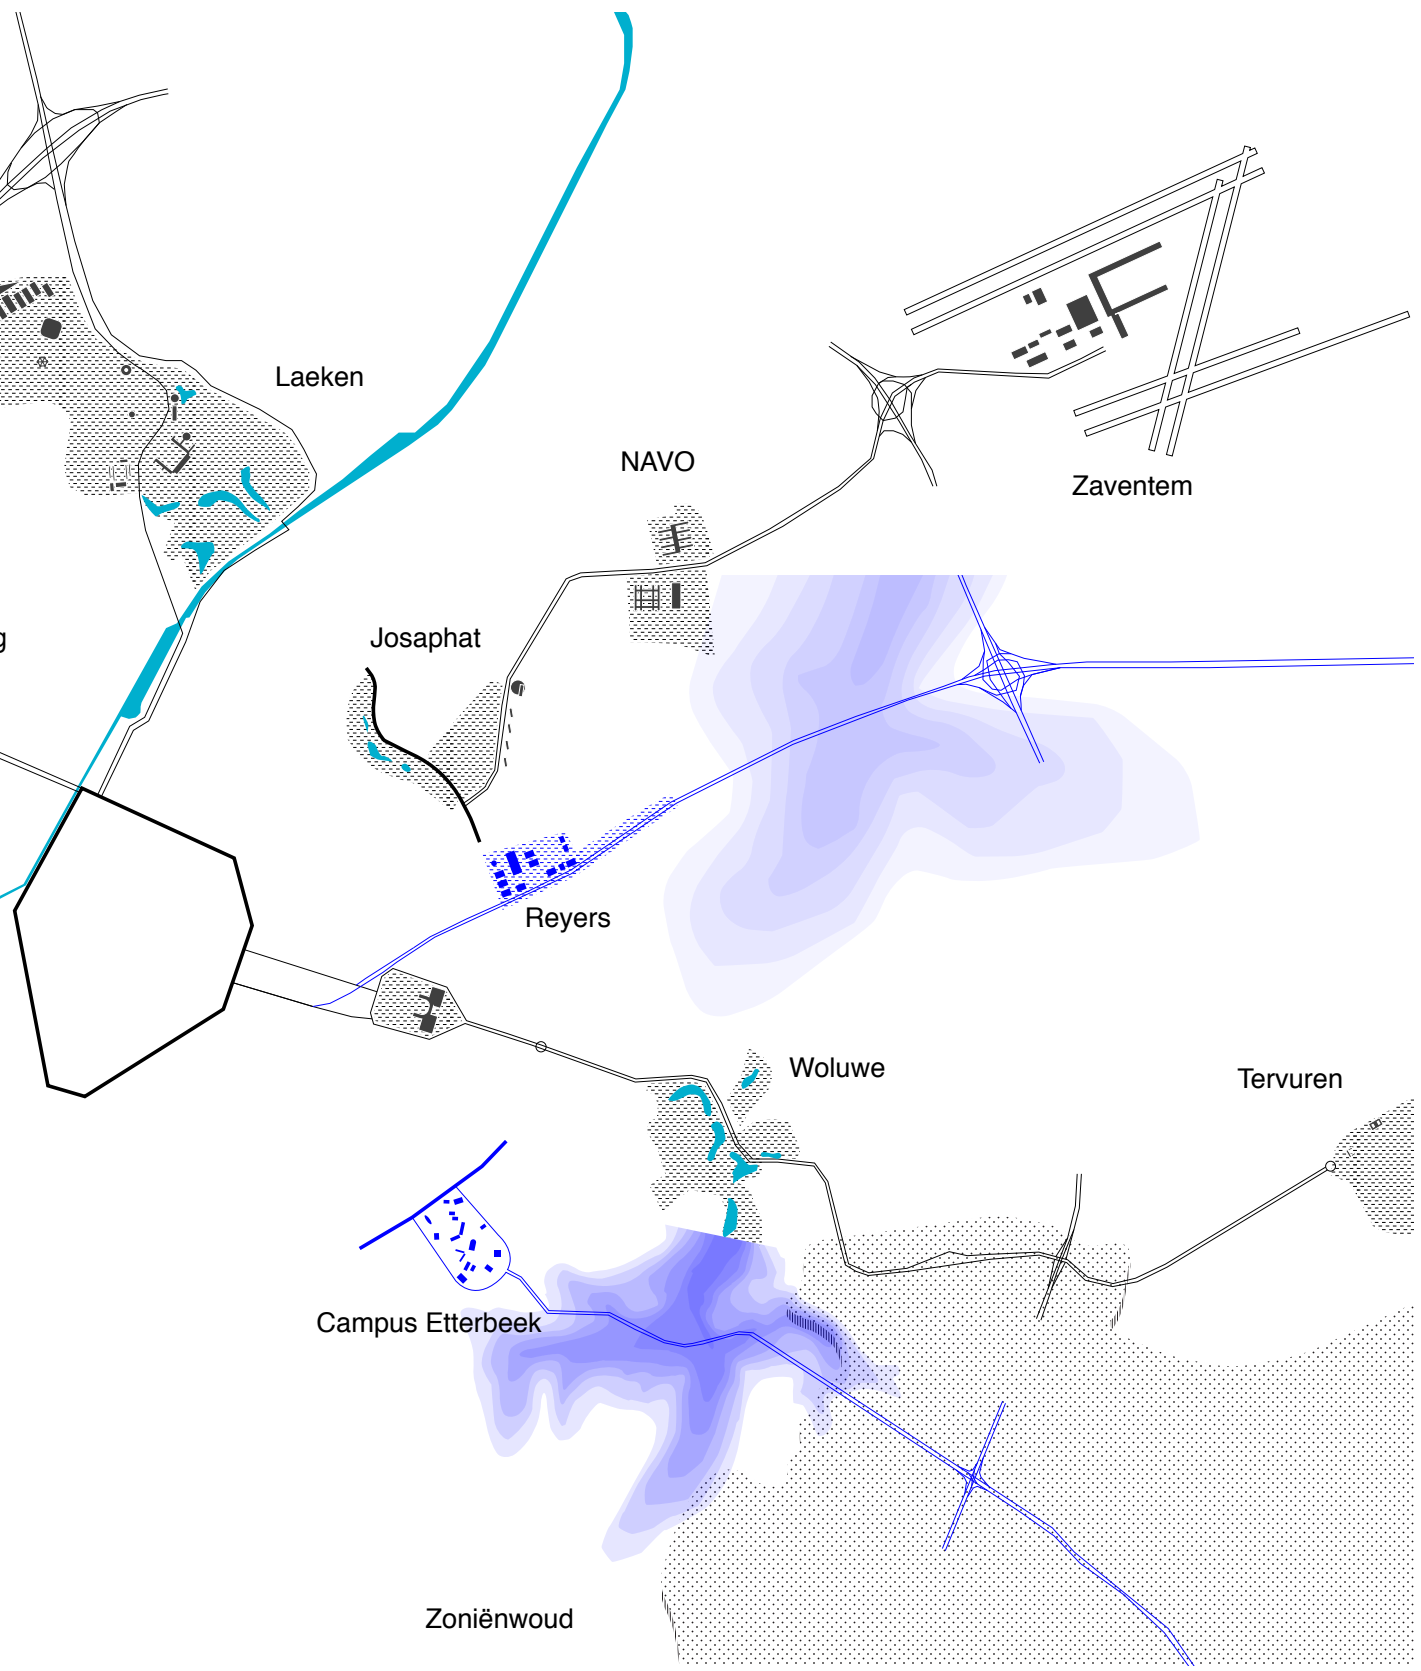 Laeken
NAVO
Zaventem
Josaphat
Reyers
Woluwe
Tervuren
Campus Etterbeek
Zoniënwoud